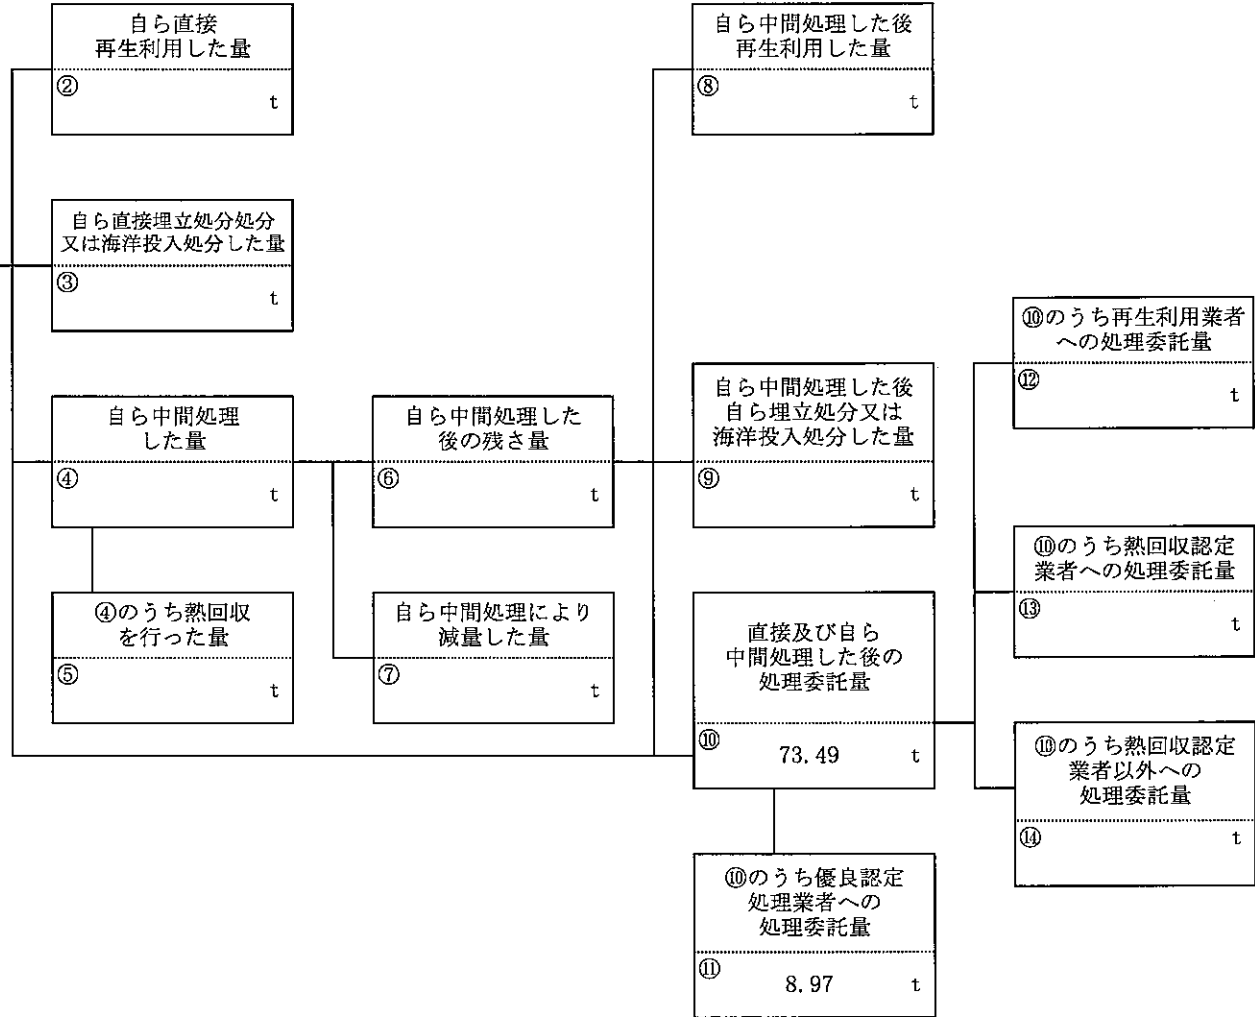 自ら直接
再生利用した量
②
t
自ら中間処理した後
再生利用した量
⑧
t
自ら直接埋立処分処分
又は海洋投入処分した量
③
t
⑩のうち再生利用業者
への処理委託量
⑫
t
自ら中間処理
した量
④
t
自ら中間処理した
後の残さ量
⑥
t
自ら中間処理した後
自ら埋立処分又は
海洋投入処分した量
⑨
t
⑩のうち熱回収認定
業者への処理委託量
⑬
t
④のうち熱回収
を行った量
⑤
t
自ら中間処理により
減量した量
⑦
t
直接及び自ら
中間処理した後の
処理委託量
⑩ 73.49 t
⑩のうち熱回収認定
業者以外への
処理委託量
⑭
t
⑩のうち優良認定
処理業者への
処理委託量
⑪ 8.97 t